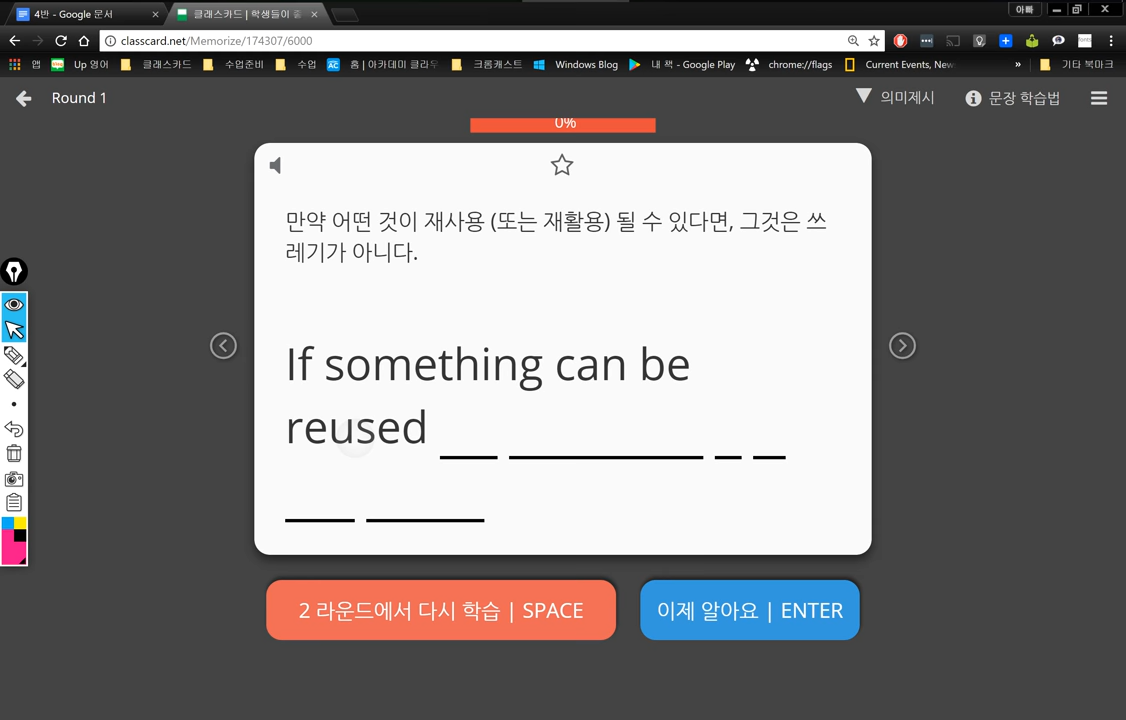 4반 - Google 문서
클래스카드 | 학생들이 즐
아빠
classcard.net/Memorize/174307/6000
앱 Up 영어 클래스카드 수업준비 수업 홈 | 아카데미 클라우 크롬캐스트 Windows Blog 내 책 - Google Play chrome://flags Current Events, New » 기타 북마크
Round 1 의미제시 문장 학습법
0%
만약 어떤 것이 재사용 (또는 재활용) 될 수 있다면, 그것은 쓰
레기가 아니다.
If something can be
reused
2 라운드에서 다시 학습 | SPACE
이제 알아요 | ENTER